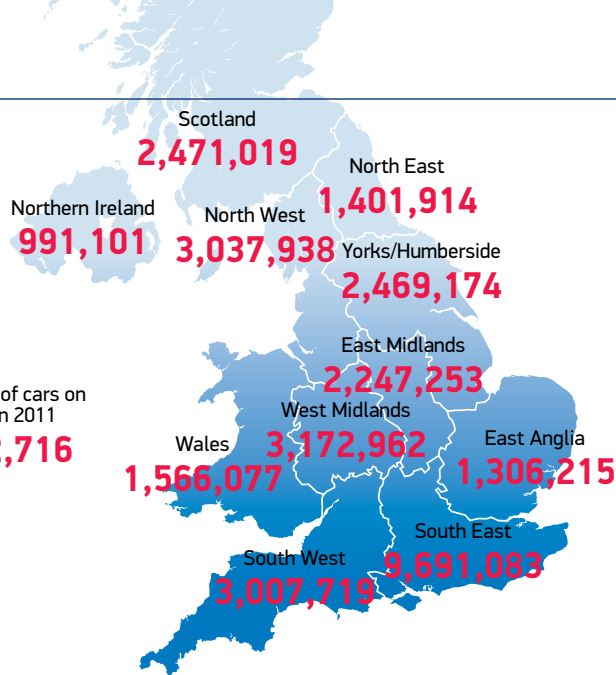 Scotland
2,471,019
North East
1,401,914
Northern Ireland
991,101
North West
3,037,938
Yorks/Humberside
2,469,174
East Midlands
2,247,253
of cars on
n 2011
2,716
West Midlands
3,172,962
Wales
1,566,077
East Anglia
1,306,215
South East
9,691,083
South West
3,007,719